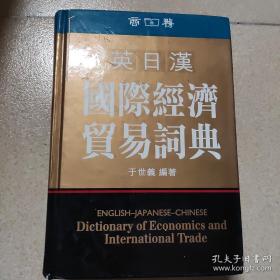 商務
英日漢
國際經濟
貿易詞典
于世義 編著
ENGLISH-JAPANESE-CHINESE
Dictionary of Economics and
International Trade
孔夫子旧书网